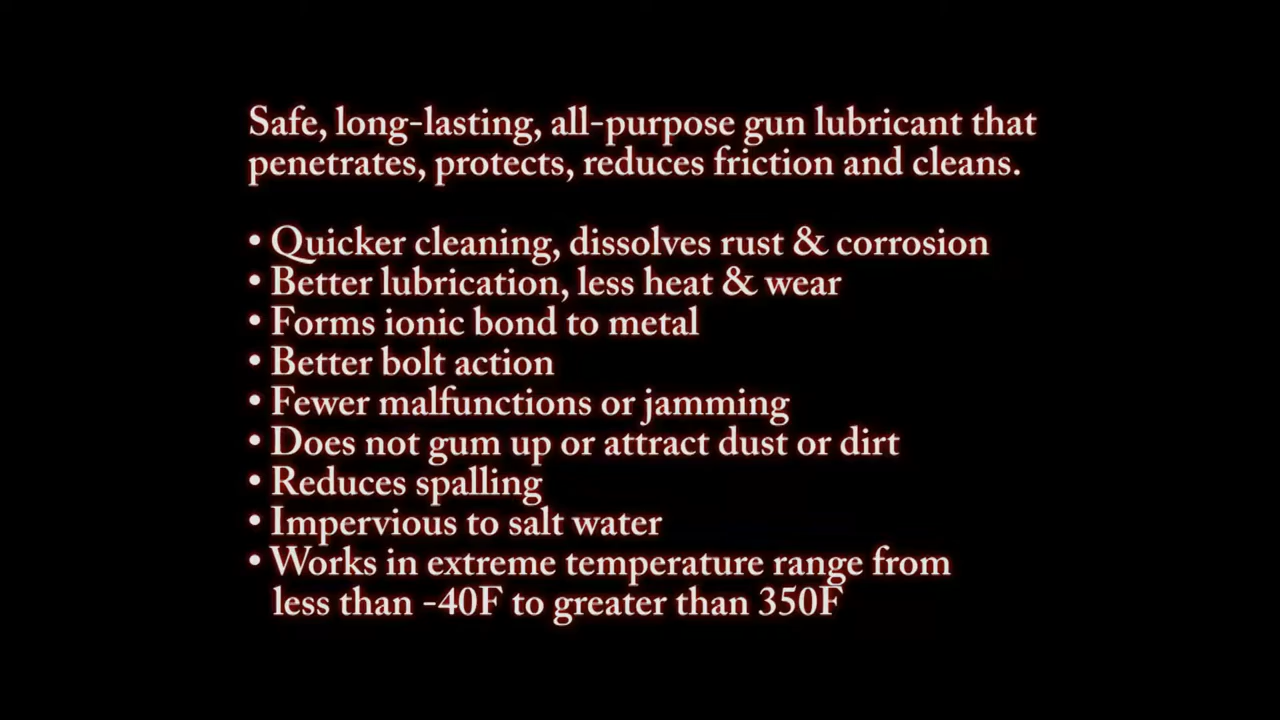 Safe, long-lasting, all-purpose gun lubricant that
penetrates, protects, reduces friction and cleans.
• Quicker cleaning, dissolves rust & corrosion
• Better lubrication, less heat & wear
• Forms ionic bond to metal
• Better bolt action
• Fewer malfunctions or jamming
• Does not gum up or attract dust or dirt
• Reduces spalling
• Impervious to salt water
• Works in extreme temperature range from
less than -40F to greater than 350F